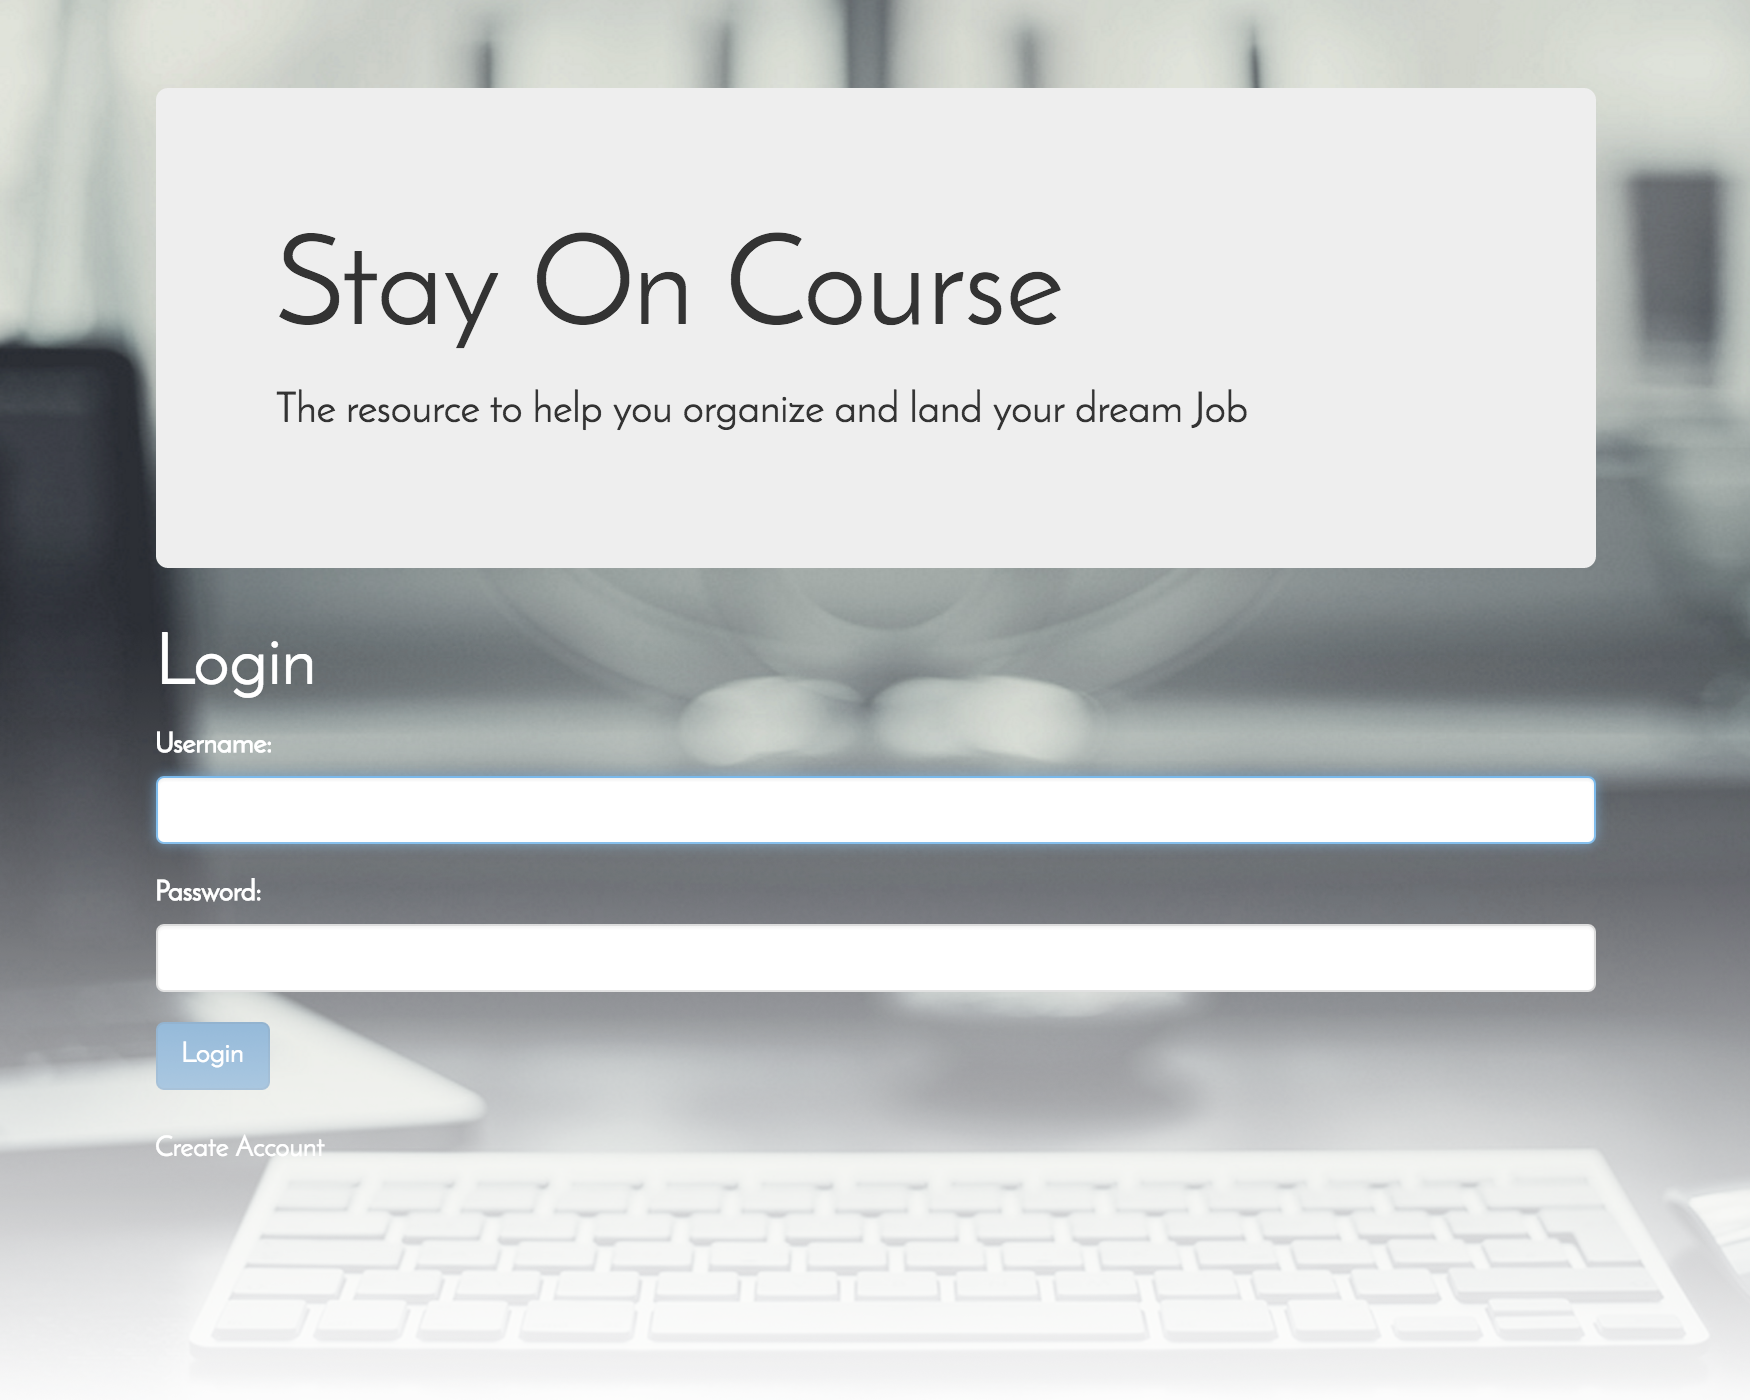 Stay On Course
The resource to help you organize and land your dream Job
Login
Username:
Password:
Login
Create Account